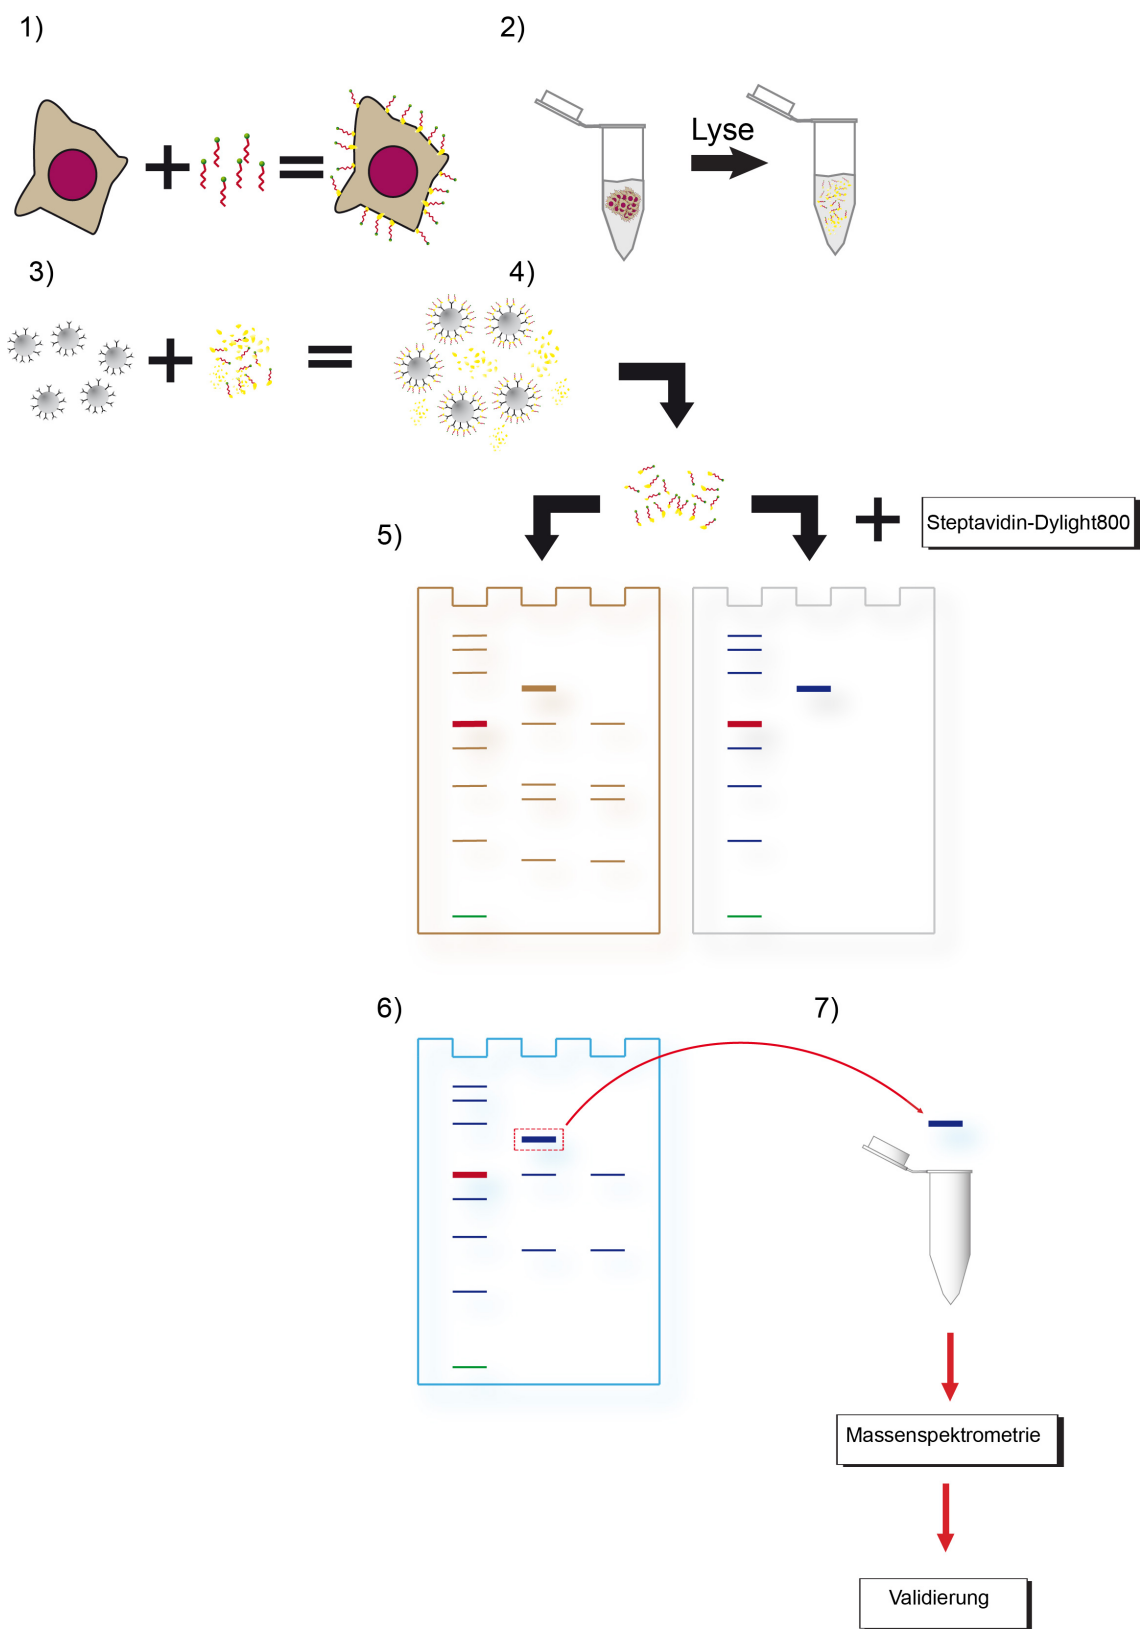 1)
2)
Lyse
3)
4)
Steptavidin-Dylight800
5)
6)
7)
Massenspektrometrie
Validierung